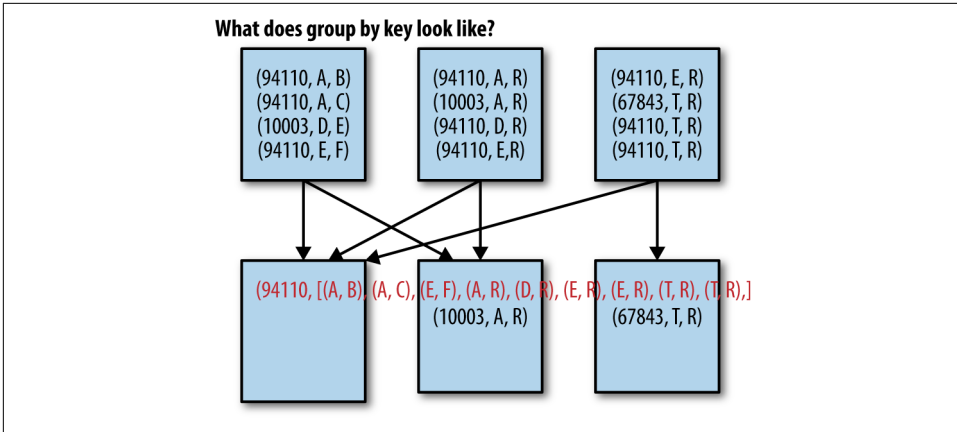 What does group by key look like?
(94110, A, B)
(94110, A, C)
(10003, D, E)
(94110, E, F)
(94110, A, R)
(10003, A, R)
(94110, D, R)
(94110, E,R)
(94110, E, R)
(67843, T, R)
(94110, T, R)
(94110, T, R)
(94110, [(A, B), (A, C), (E, F), (A, R), (D, R), (E, R), (E, R), (T, R), (T, R),]
(10003, A, R)
(67843, T, R)